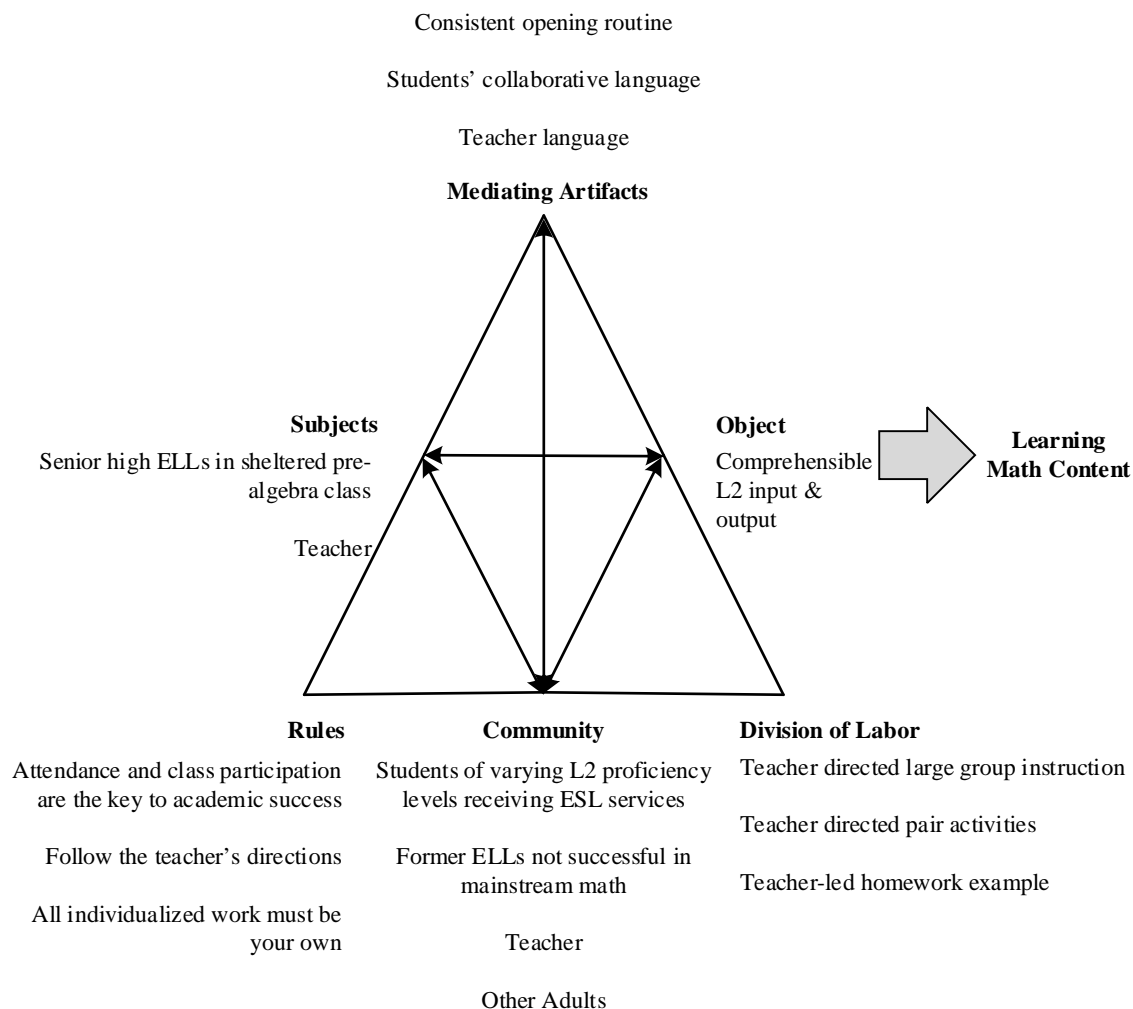 Consistent opening routine
Students’ collaborative language
Teacher language
Mediating Artifacts
Subjects
Senior high ELLs in sheltered pre-
algebra class
Teacher
Object
Comprehensible
L2 input &
output
Learning
Math Content
Rules
Attendance and class participation
are the key to academic success
Follow the teacher’s directions
All individualized work must be
your own
Community
Students of varying L2 proficiency
levels receiving ESL services
Former ELLs not successful in
mainstream math
Teacher
Other Adults
Division of Labor
Teacher directed large group instruction
Teacher directed pair activities
Teacher-led homework example